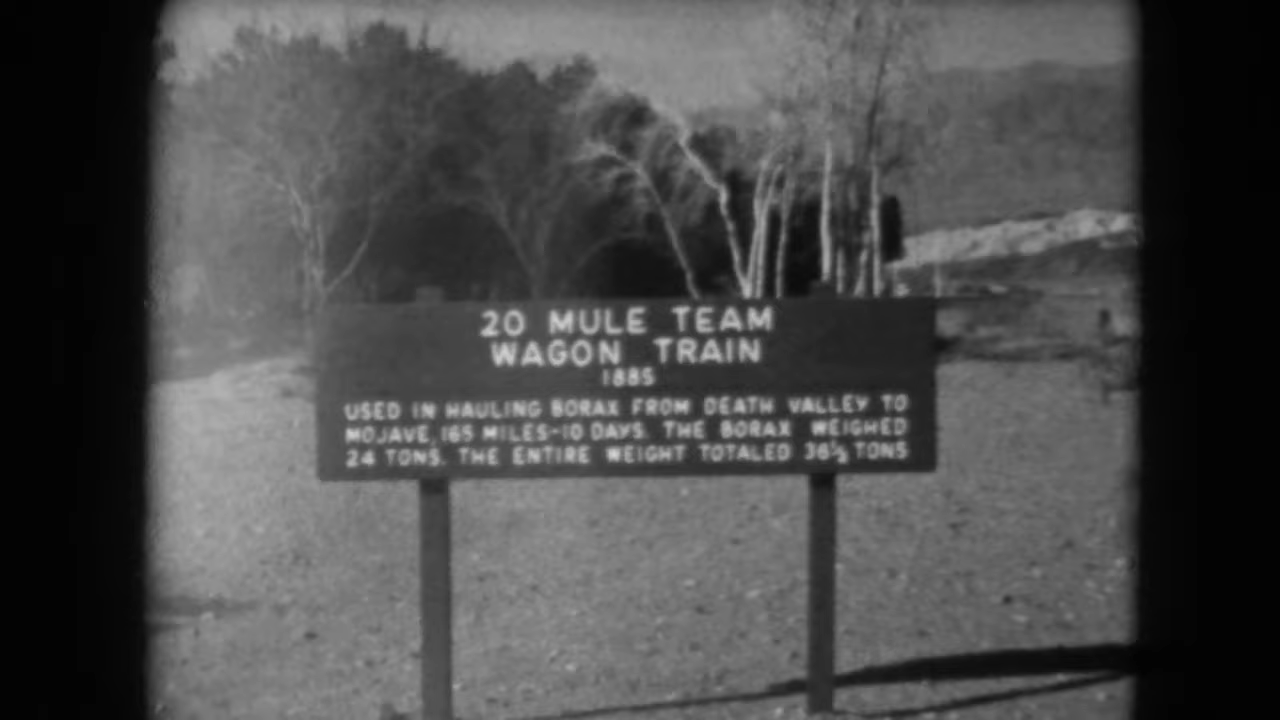 20 MULE TEAM
WAGON TRAIN
1885
USED IN HAULING BORAX FROM DEATH VALLEY TO
MOJAVE, 165 MILES-10 DAYS. THE BORAX WEIGHED
24 TONS. THE ENTIRE WEIGHT TOTALED 36½ TONS